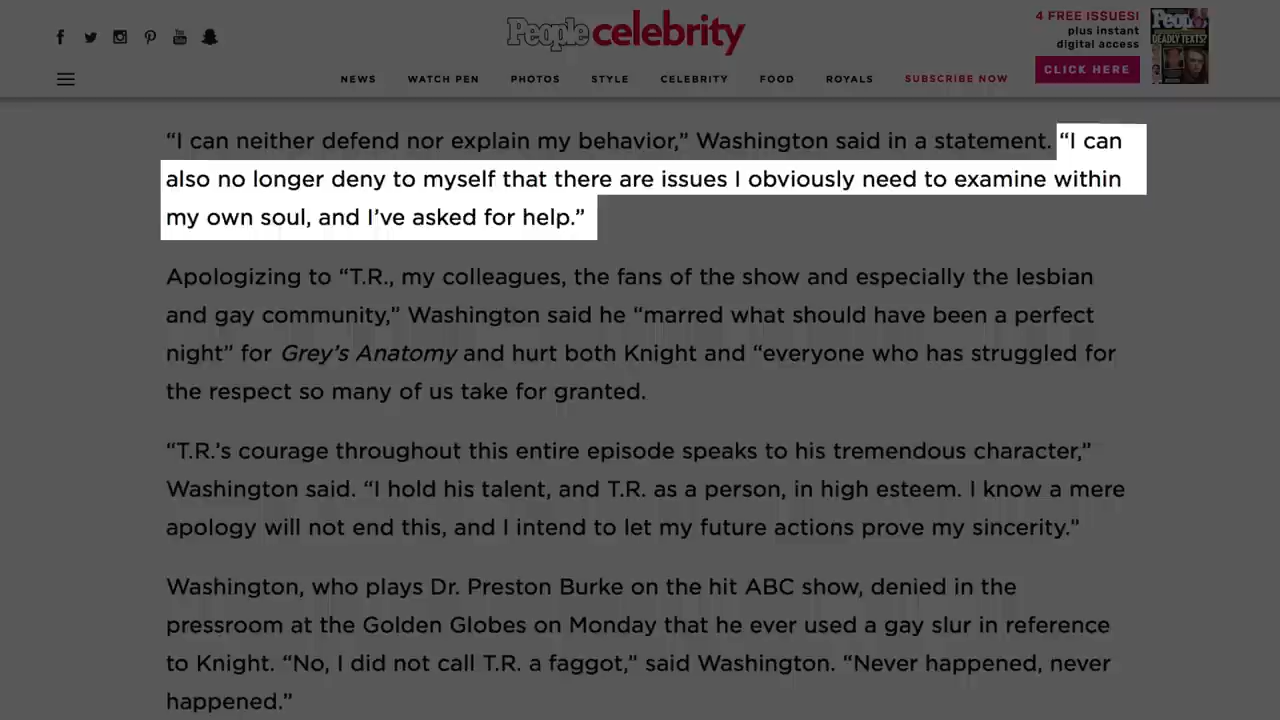 People celebrity
4 FREE ISSUES!
plus instant
digital access
CLICK HERE
People
DEADLY TEXTS?
NEWS WATCH PEN PHOTOS STYLE CELEBRITY FOOD ROYALS SUBSCRIBE NOW
“I can neither defend nor explain my behavior,” Washington said in a statement. “I can
also no longer deny to myself that there are issues I obviously need to examine within
my own soul, and I’ve asked for help.”
Apologizing to “T.R., my colleagues, the fans of the show and especially the lesbian
and gay community,” Washington said he “marred what should have been a perfect
night” for Grey’s Anatomy and hurt both Knight and “everyone who has struggled for
the respect so many of us take for granted.
“T.R.’s courage throughout this entire episode speaks to his tremendous character,”
Washington said. “I hold his talent, and T.R. as a person, in high esteem. I know a mere
apology will not end this, and I intend to let my future actions prove my sincerity.”
Washington, who plays Dr. Preston Burke on the hit ABC show, denied in the
pressroom at the Golden Globes on Monday that he ever used a gay slur in reference
to Knight. “No, I did not call T.R. a faggot,” said Washington. “Never happened, never
happened.”